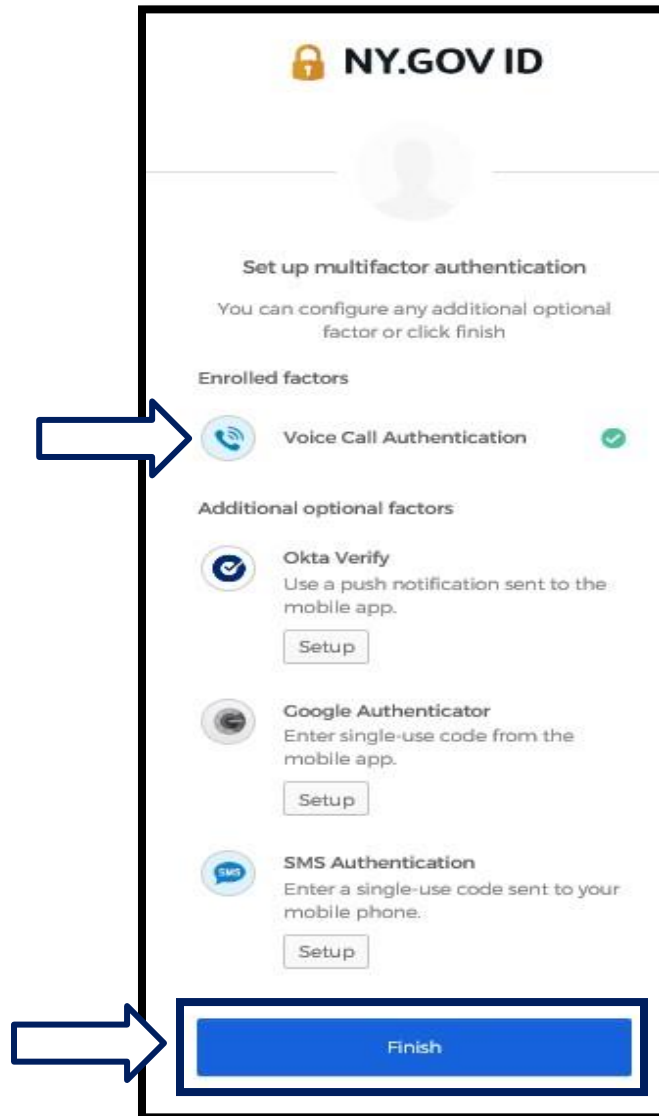 NY.GOV ID
Set up multifactor authentication
You can configure any additional optional
factor or click finish
Enrolled factors
Voice Call Authentication
Additional optional factors
Okta Verify
Use a push notification sent to the
mobile app.
Setup
Google Authenticator
Enter single-use code from the
mobile app.
Setup
SMS
SMS Authentication
Enter a single-use code sent to your
mobile phone.
Setup
Finish